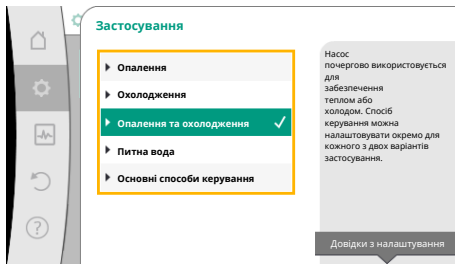 Застосування
Опалення
Охолодження
Опалення та охолодження
Питна вода
Основні способи керування
Насос
почергово використовується
для
забезпечення
теплом або
холодом. Спосіб
керування можна
налаштовувати окремо для
кожного з двох варіантів
застосування.
Довідки з налаштування